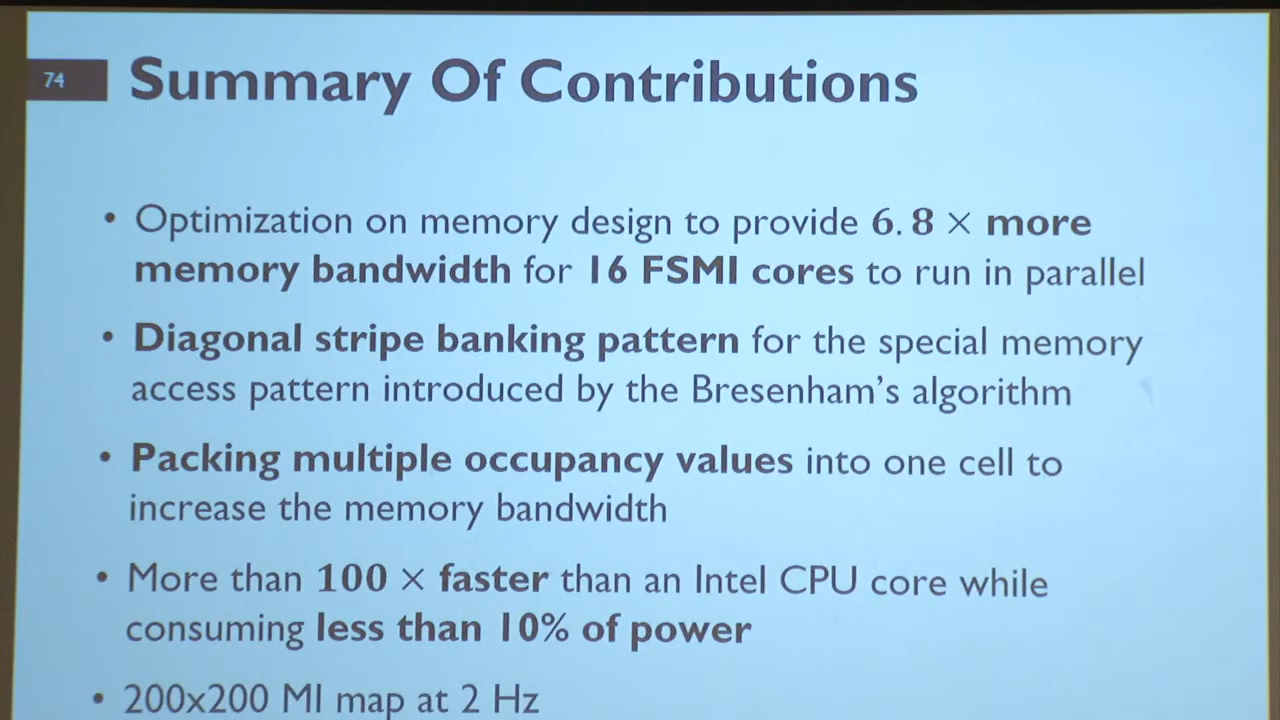 74
Summary Of Contributions
• Optimization on memory design to provide 6.8 × more
memory bandwidth for 16 FSMI cores to run in parallel
• Diagonal stripe banking pattern for the special memory
access pattern introduced by the Bresenham's algorithm
• Packing multiple occupancy values into one cell to
increase the memory bandwidth
• More than 100 × faster than an Intel CPU core while
consuming less than 10% of power
• 200x200 MI map at 2 Hz